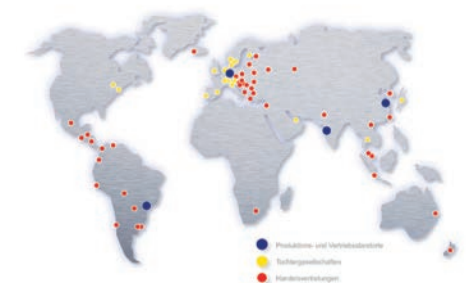 Produktions- und Vertriebsstandorte
Tochtergesellschaften
Handelsvertretungen